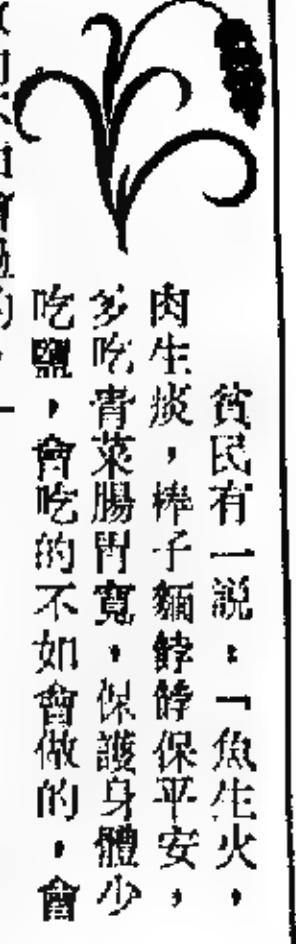 貧民有一説：「魚生火，
肉生痰，棒子麵餑餑保平安，
多吃青菜腸胃寬，保護身體少
吃鹽，會吃的不如會做的，會